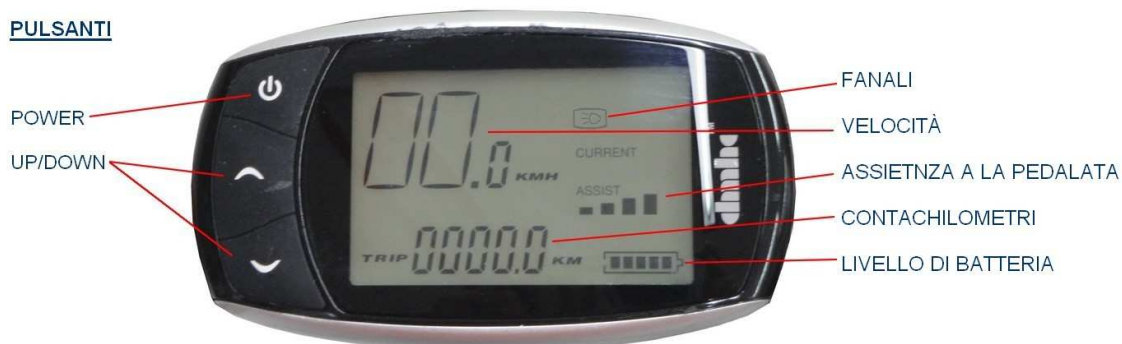 PULSANTI
POWER
UP/DOWN
00.0 KMH
CURRENT
ASSIST
TRIP 0000.0 KM
FANALI
VELOCITÀ
ASSIETNZA A LA PEDALATA
CONTACHILOMETRI
LIVELLO DI BATTERIA